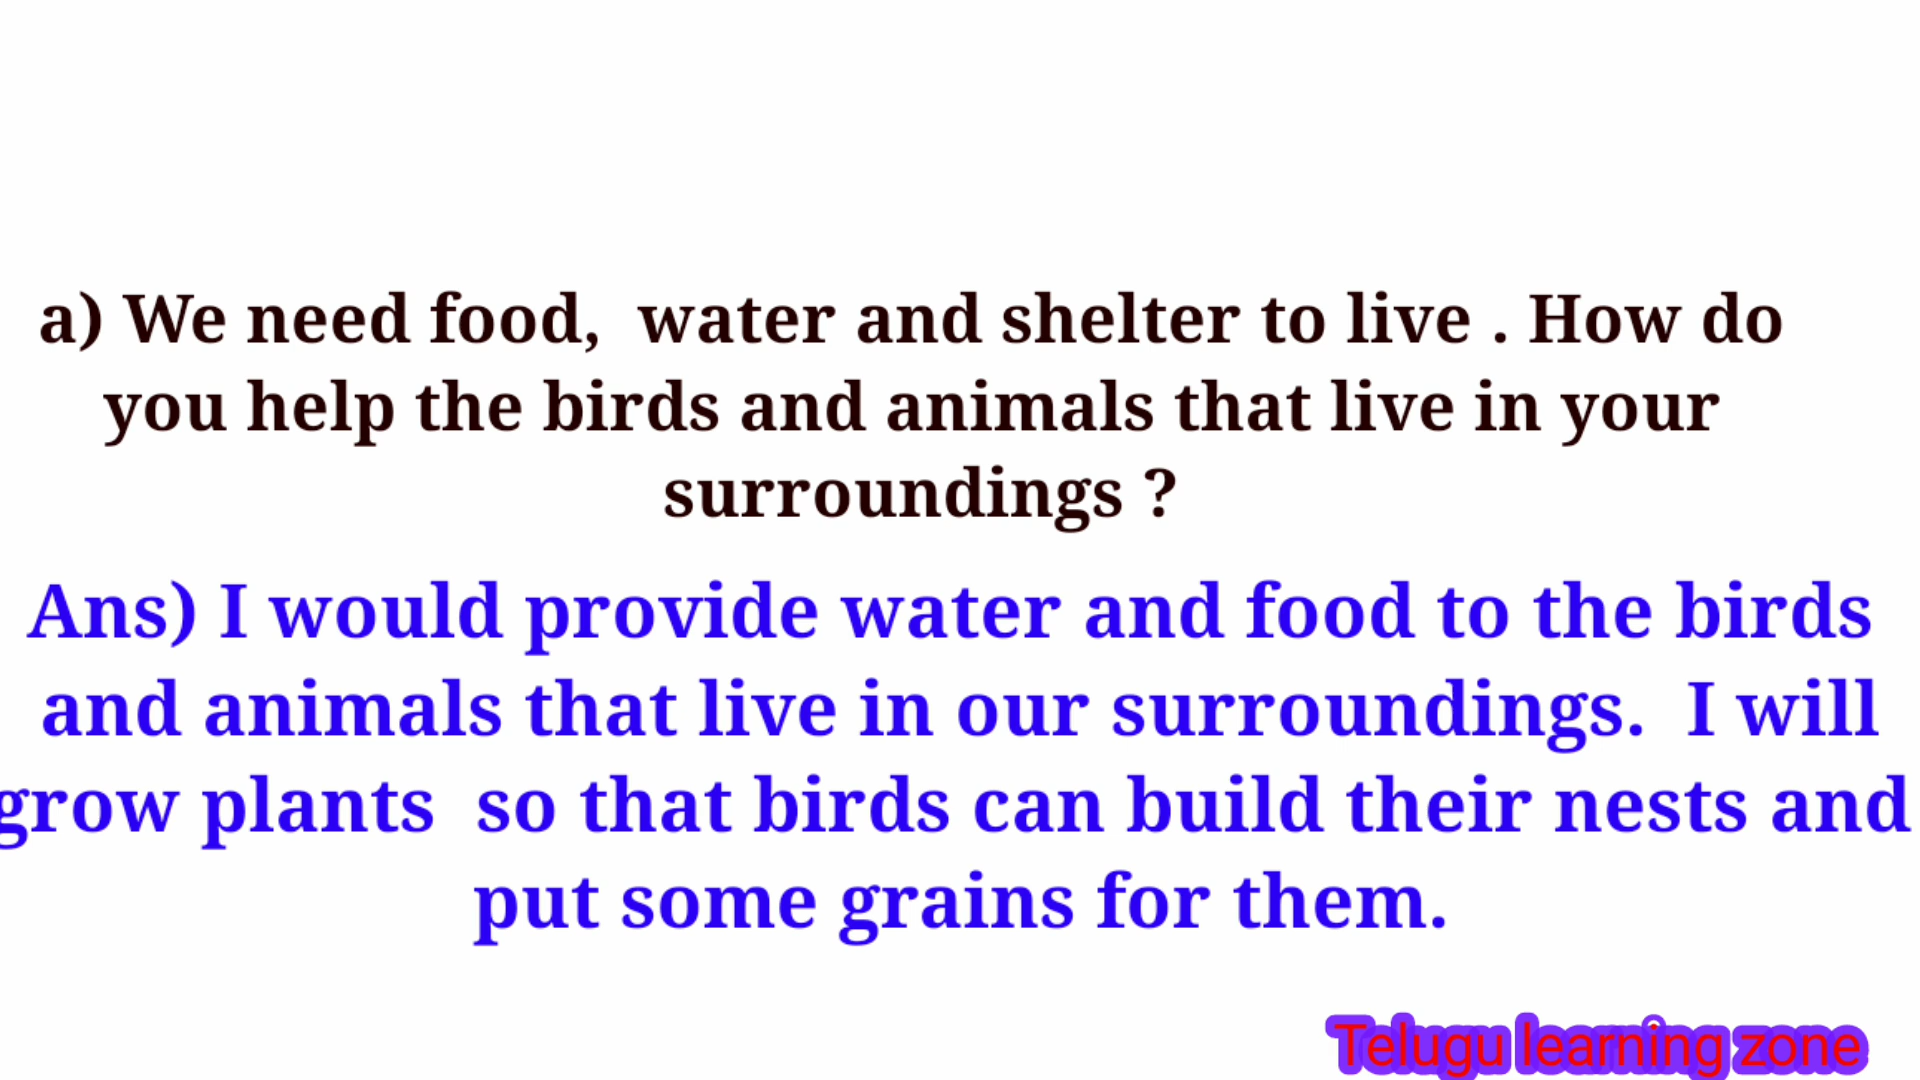 a) We need food,  water and shelter to live . How do
you help the birds and animals that live in your
surroundings ?
Ans) I would provide water and food to the birds
and animals that live in our surroundings.  I will
grow plants  so that birds can build their nests and
put some grains for them.
Telugu learning zone